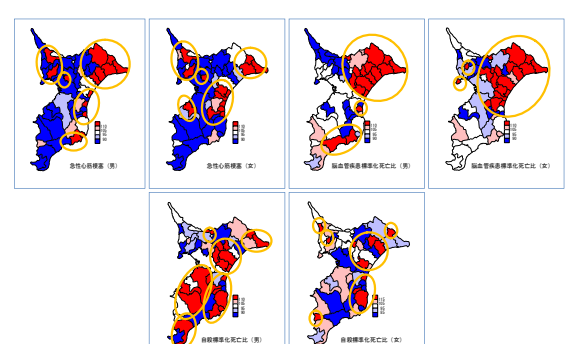 急性心筋梗塞（男）
急性心筋梗塞（女）
脳血管疾患標準化死亡比（男）
脳血管疾患標準化死亡比（女）
自殺標準化死亡比（男）
自殺標準化死亡比（女）